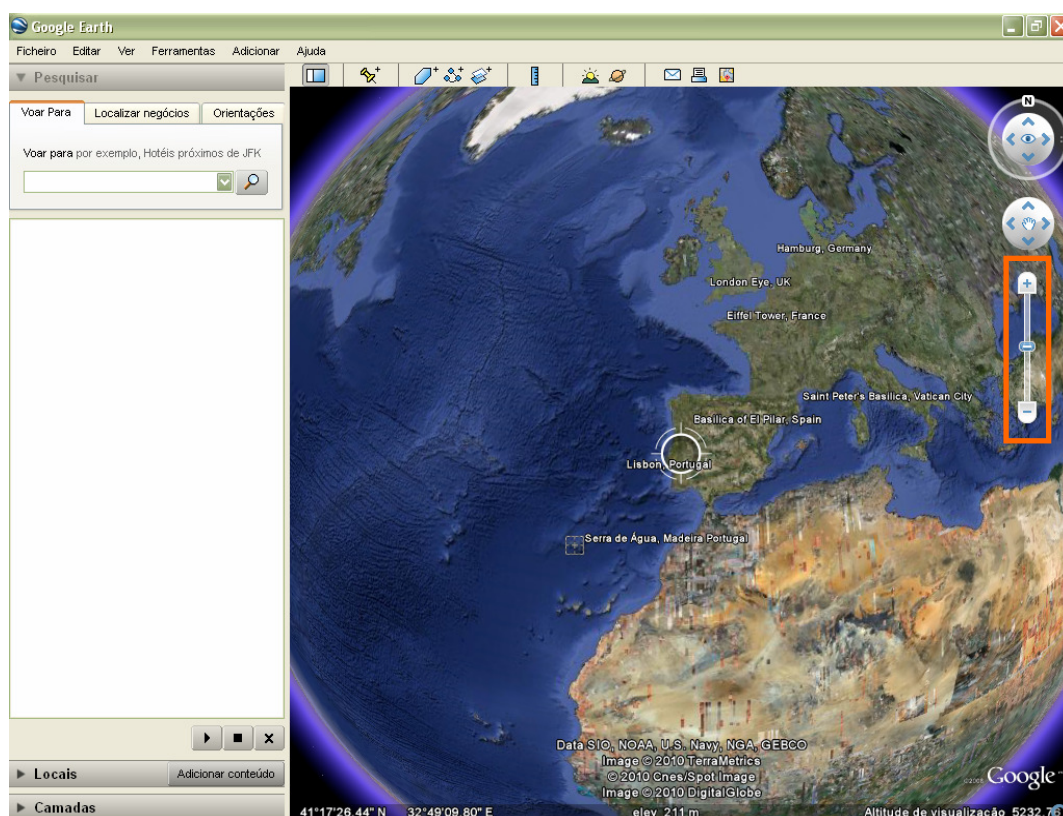 Google Earth
Ficheiro Editar Ver Ferramentas Adicionar Ajuda
Pesquisar
Voar Para Localizar negócios Orientações
Voar para por exemplo, Hotéis próximos de JFK
N
Hamburg, Germany
London Eye, UK
Eiffel Tower, France
Saint Peter's Basilica, Vatican City
Basilica of El Pilar, Spain
Lisbon, Portugal
Serra de Água, Madeira Portugal
Data SIO, NOAA, U.S. Navy, NGA, GEBCO
Image © 2010 TerraMetrics
© 2010 Cnes/Spot Image
Image © 2010 DigitalGlobe
Google
Locais Adicionar conteúdo
Camadas
41°17'26.44" N 32°49'09.80" E elev 211 m Altitude de visualização 5232.76